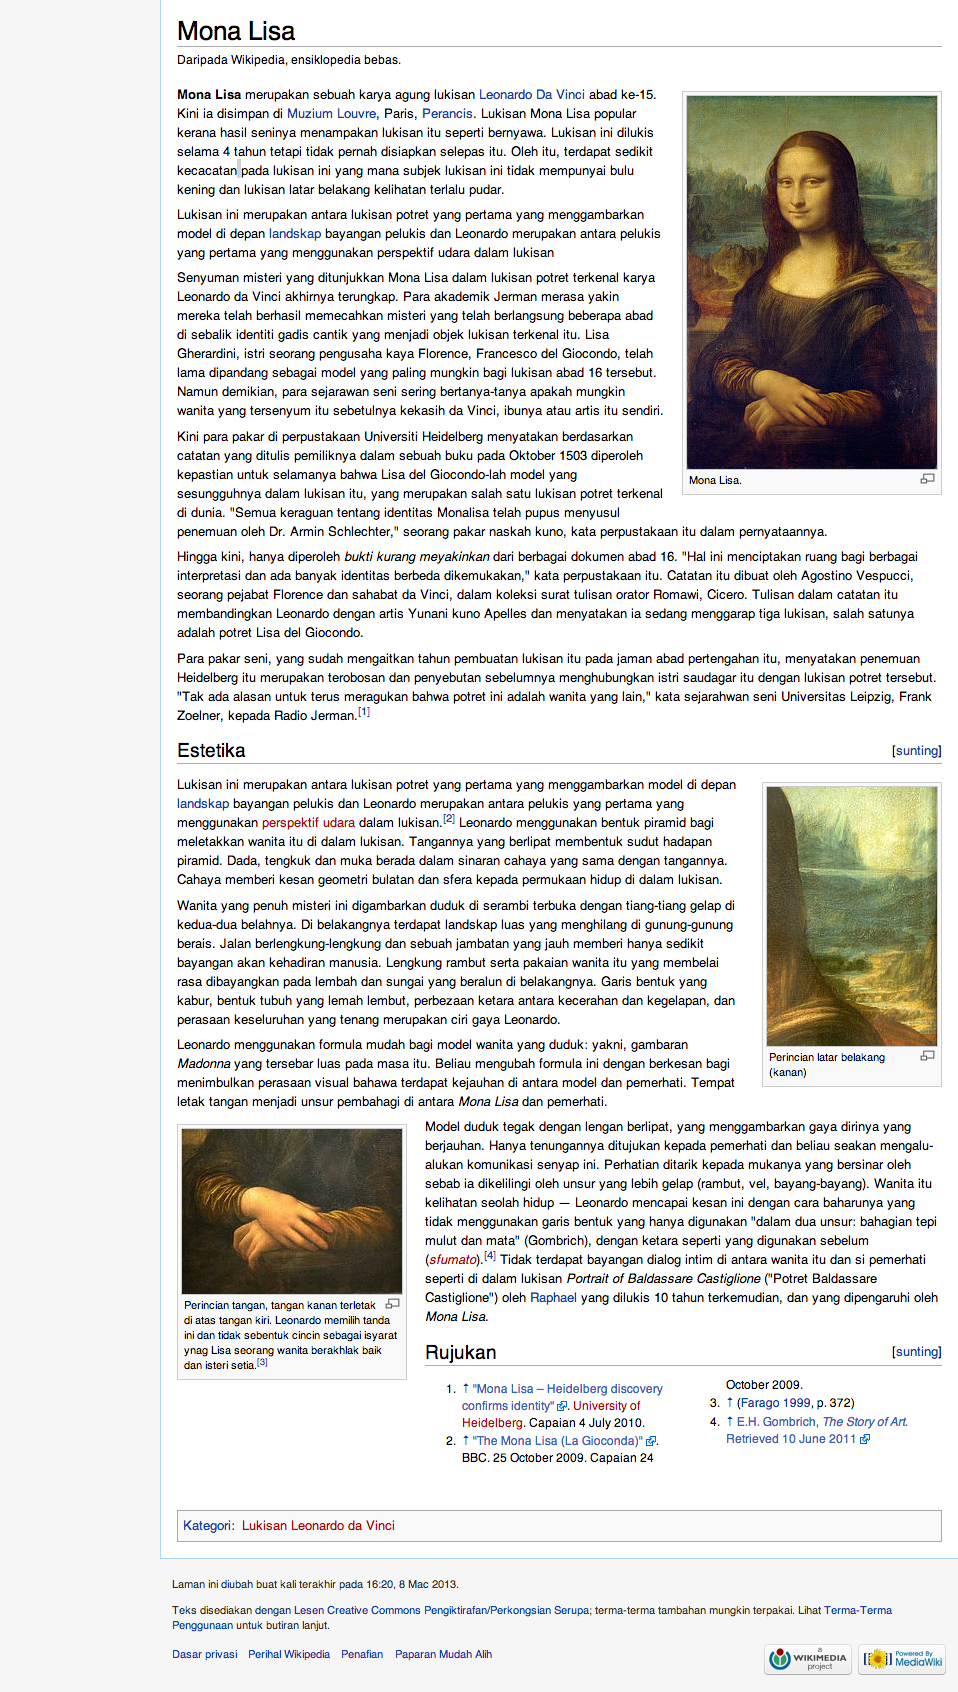 Mona Lisa
Daripada Wikipedia, ensiklopedia bebas.
Mona Lisa merupakan sebuah karya agung lukisan Leonardo Da Vinci abad ke-15.
Kini ia disimpan di Muzium Louvre, Paris, Perancis. Lukisan Mona Lisa popular
kerana hasil seninya menampakan lukisan itu seperti bernyawa. Lukisan ini dilukis
selama 4 tahun tetapi tidak pernah disiapkan selepas itu. Oleh itu, terdapat sedikit
kecacatan pada lukisan ini yang mana subjek lukisan ini tidak mempunyai bulu
kening dan lukisan latar belakang kelihatan terlalu pudar.
Lukisan ini merupakan antara lukisan potret yang pertama yang menggambarkan
model di depan landskap bayangan pelukis dan Leonardo merupakan antara pelukis
yang pertama yang menggunakan perspektif udara dalam lukisan
Senyuman misteri yang ditunjukkan Mona Lisa dalam lukisan potret terkenal karya
Leonardo da Vinci akhirnya terungkap. Para akademik Jerman merasa yakin
mereka telah berhasil memecahkan misteri yang telah berlangsung beberapa abad
di sebalik identiti gadis cantik yang menjadi objek lukisan terkenal itu. Lisa
Gherardini, istri seorang pengusaha kaya Florence, Francesco del Giocondo, telah
lama dipandang sebagai model yang paling mungkin bagi lukisan abad 16 tersebut.
Namun demikian, para sejarawan seni sering bertanya-tanya apakah mungkin
wanita yang tersenyum itu sebetulnya kekasih da Vinci, ibunya atau artis itu sendiri.
Kini para pakar di perpustakaan Universiti Heidelberg menyatakan berdasarkan
catatan yang ditulis pemiliknya dalam sebuah buku pada Oktober 1503 diperoleh
kepastian untuk selamanya bahwa Lisa del Giocondo-lah model yang
sesungguhnya dalam lukisan itu, yang merupakan salah satu lukisan potret terkenal
di dunia. "Semua keraguan tentang identitas Monalisa telah pupus menyusul
penemuan oleh Dr. Armin Schlechter," seorang pakar naskah kuno, kata perpustakaan itu dalam pernyataannya.
Mona Lisa.
Hingga kini, hanya diperoleh bukti kurang meyakinkan dari berbagai dokumen abad 16. "Hal ini menciptakan ruang bagi berbagai
interpretasi dan ada banyak identitas berbeda dikemukakan," kata perpustakaan itu. Catatan itu dibuat oleh Agostino Vespucci,
seorang pejabat Florence dan sahabat da Vinci, dalam koleksi surat tulisan orator Romawi, Cicero. Tulisan dalam catatan itu
membandingkan Leonardo dengan artis Yunani kuno Apelles dan menyatakan ia sedang menggarap tiga lukisan, salah satunya
adalah potret Lisa del Giocondo.
Para pakar seni, yang sudah mengaitkan tahun pembuatan lukisan itu pada jaman abad pertengahan itu, menyatakan penemuan
Heidelberg itu merupakan terobosan dan penyebutan sebelumnya menghubungkan istri saudagar itu dengan lukisan potret tersebut.
"Tak ada alasan untuk terus meragukan bahwa potret ini adalah wanita yang lain," kata sejarahwan seni Universitas Leipzig, Frank
Zoelner, kepada Radio Jerman.[1]
Estetika [sunting]
Lukisan ini merupakan antara lukisan potret yang pertama yang menggambarkan model di depan
landskap bayangan pelukis dan Leonardo merupakan antara pelukis yang pertama yang
menggunakan perspektif udara dalam lukisan.[2] Leonardo menggunakan bentuk piramid bagi
meletakkan wanita itu di dalam lukisan. Tangannya yang berlipat membentuk sudut hadapan
piramid. Dada, tengkuk dan muka berada dalam sinaran cahaya yang sama dengan tangannya.
Cahaya memberi kesan geometri bulatan dan sfera kepada permukaan hidup di dalam lukisan.
Wanita yang penuh misteri ini digambarkan duduk di serambi terbuka dengan tiang-tiang gelap di
kedua-dua belahnya. Di belakangnya terdapat landskap luas yang menghilang di gunung-gunung
berais. Jalan berlengkung-lengkung dan sebuah jambatan yang jauh memberi hanya sedikit
bayangan akan kehadiran manusia. Lengkung rambut serta pakaian wanita itu yang membelai
rasa dibayangkan pada lembah dan sungai yang beralun di belakangnya. Garis bentuk yang
kabur, bentuk tubuh yang lemah lembut, perbezaan ketara antara kecerahan dan kegelapan, dan
perasaan keseluruhan yang tenang merupakan ciri gaya Leonardo.
Leonardo menggunakan formula mudah bagi model wanita yang duduk: yakni, gambaran
Madonna yang tersebar luas pada masa itu. Beliau mengubah formula ini dengan berkesan bagi
menimbulkan perasaan visual bahawa terdapat kejauhan di antara model dan pemerhati. Tempat
letak tangan menjadi unsur pembahagi di antara Mona Lisa dan pemerhati.
Perincian latar belakang
(kanan)
Model duduk tegak dengan lengan berlipat, yang menggambarkan gaya dirinya yang
berjauhan. Hanya tenungannya ditujukan kepada pemerhati dan beliau seakan mengalu-
alukan komunikasi senyap ini. Perhatian ditarik kepada mukanya yang bersinar oleh
sebab ia dikelilingi oleh unsur yang lebih gelap (rambut, vel, bayang-bayang). Wanita itu
kelihatan seolah hidup — Leonardo mencapai kesan ini dengan cara baharunya yang
tidak menggunakan garis bentuk yang hanya digunakan "dalam dua unsur: bahagian tepi
mulut dan mata" (Gombrich), dengan ketara seperti yang digunakan sebelum
(sfumato).[4] Tidak terdapat bayangan dialog intim di antara wanita itu dan si pemerhati
seperti di dalam lukisan Portrait of Baldassare Castiglione ("Potret Baldassare
Castiglione") oleh Raphael yang dilukis 10 tahun terkemudian, dan yang dipengaruhi oleh
Mona Lisa.
Perincian tangan, tangan kanan terletak
di atas tangan kiri. Leonardo memilih tanda
ini dan tidak sebentuk cincin sebagai isyarat
ynag Lisa seorang wanita berakhlak baik
dan isteri setia.[3]
Rujukan [sunting]
1. ↑ "Mona Lisa – Heidelberg discovery
confirms identity". University of
Heidelberg. Capaian 4 July 2010.
2. ↑ "The Mona Lisa (La Gioconda)".
BBC. 25 October 2009. Capaian 24
October 2009.
3. ↑ (Farago 1999, p. 372)
4. ↑ E.H. Gombrich, The Story of Art.
Retrieved 10 June 2011
Kategori: Lukisan Leonardo da Vinci
Laman ini diubah buat kali terakhir pada 16:20, 8 Mac 2013.
Teks disediakan dengan Lesen Creative Commons Pengiktirafan/Perkongsian Serupa; terma-terma tambahan mungkin terpakai. Lihat Terma-Terma
Penggunaan untuk butiran lanjut.
Dasar privasi Perihal Wikipedia Penafian Paparan Mudah Alih
a
WIKIMEDIA
project
Powered By
MediaWiki